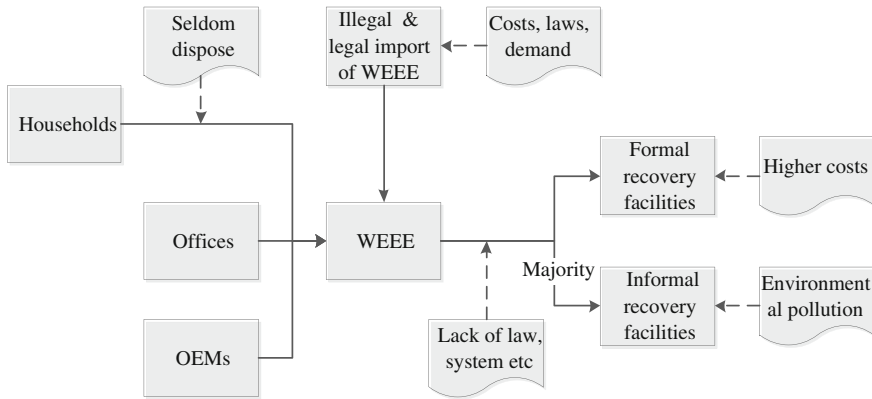 Seldom
dispose
Illegal & 
legal import
of WEEE
Costs, laws,
demand
Households
Formal
recovery
facilities
Higher costs
Offices
WEEE
Majority
Informal
recovery
facilities
Environment
al pollution
OEMs
Lack of law,
system etc